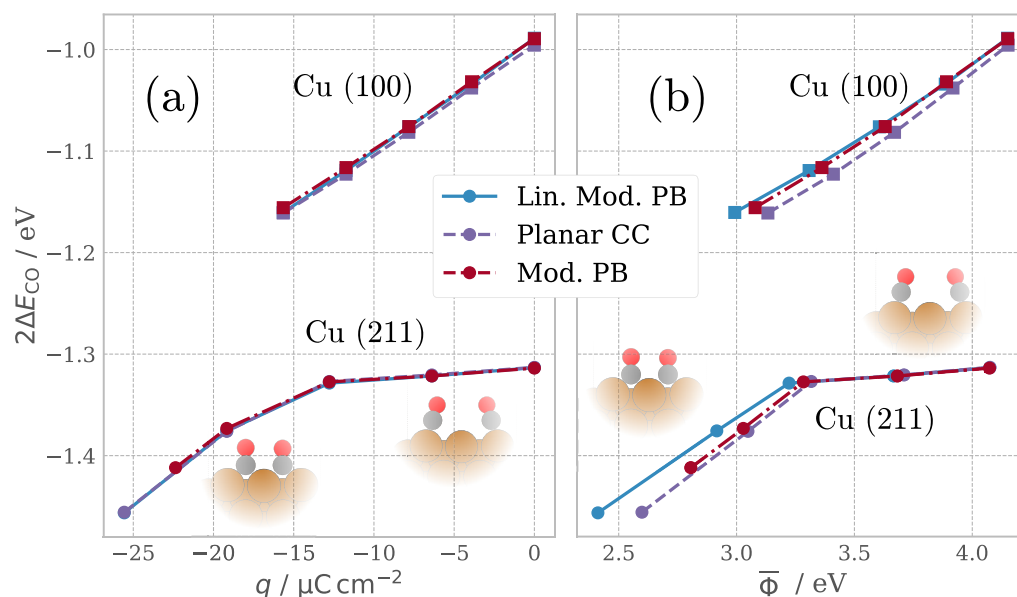 (a)
Cu (100)
(b)
Cu (100)
Lin. Mod. PB
Planar CC
Mod. PB
Cu (211)
Cu (211)
2ΔE_CO / eV
−1.0
−1.1
−1.2
−1.3
−1.4
−25 −20 −15 −10 −5 0
q / μC cm⁻²
2.5 3.0 3.5 4.0
Φ̅ / eV